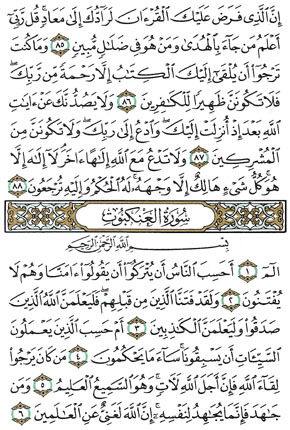 إِنَّ ٱلَّذِى فَرَضَ عَلَيْكَ ٱلْقُرْءَانَ لَرَآدُّكَ إِلَىٰ مَعَادٍ ۚ قُل رَّبِّىٓ
أَعْلَمُ مَن جَآءَ بِٱلْهُدَىٰ وَمَنْ هُوَ فِى ضَلَـٰلٍ مُّبِينٍ ٨٥ وَمَا كُنتَ
تَرْجُوٓا۟ أَن يُلْقَىٰٓ إِلَيْكَ ٱلْكِتَـٰبُ إِلَّا رَحْمَةً مِّن رَّبِّكَ ۖ
فَلَا تَكُونَنَّ ظَهِيرًا لِّلْكَـٰفِرِينَ ٨٦ وَلَا يَصُدُّنَّكَ عَنْ ءَايَـٰتِ
ٱللَّهِ بَعْدَ إِذْ أُنزِلَتْ إِلَيْكَ ۖ وَٱدْعُ إِلَىٰ رَبِّكَ ۖ وَلَا تَكُونَنَّ مِنَ
ٱلْمُشْرِكِينَ ٨٧ وَلَا تَدْعُ مَعَ ٱللَّهِ إِلَـٰهًا ءَاخَرَ ۘ لَآ إِلَـٰهَ إِلَّا
هُوَ ۚ كُلُّ شَىْءٍ هَالِكٌ إِلَّا وَجْهَهُۥ ۚ لَهُ ٱلْحُكْمُ وَإِلَيْهِ تُرْجَعُونَ ٨٨
سُورَةُ العَنكَبُوتِ
بِسْمِ ٱللَّهِ ٱلرَّحْمَـٰنِ ٱلرَّحِيمِ
الٓمٓ ١ أَحَسِبَ ٱلنَّاسُ أَن يُتْرَكُوٓا۟ أَن يَقُولُوٓا۟ ءَامَنَّا وَهُمْ لَا
يُفْتَنُونَ ٢ وَلَقَدْ فَتَنَّا ٱلَّذِينَ مِن قَبْلِهِمْ ۖ فَلَيَعْلَمَنَّ ٱللَّهُ ٱلَّذِينَ
صَدَقُوا۟ وَلَيَعْلَمَنَّ ٱلْكَـٰذِبِينَ ٣ أَمْ حَسِبَ ٱلَّذِينَ يَعْمَلُونَ
ٱلسَّيِّـَٔاتِ أَن يَسْبِقُونَا ۚ سَآءَ مَا يَحْكُمُونَ ٤ مَن كَانَ يَرْجُوا۟
لِقَآءَ ٱللَّهِ فَإِنَّ أَجَلَ ٱللَّهِ لَـَٔاتٍ ۚ وَهُوَ ٱلسَّمِيعُ ٱلْعَلِيمُ ٥ وَمَن
جَـٰهَدَ فَإِنَّمَا يُجَـٰهِدُ لِنَفْسِهِۦٓ ۚ إِنَّ ٱللَّهَ لَغَنِىٌّ عَنِ ٱلْعَـٰلَمِينَ ٦